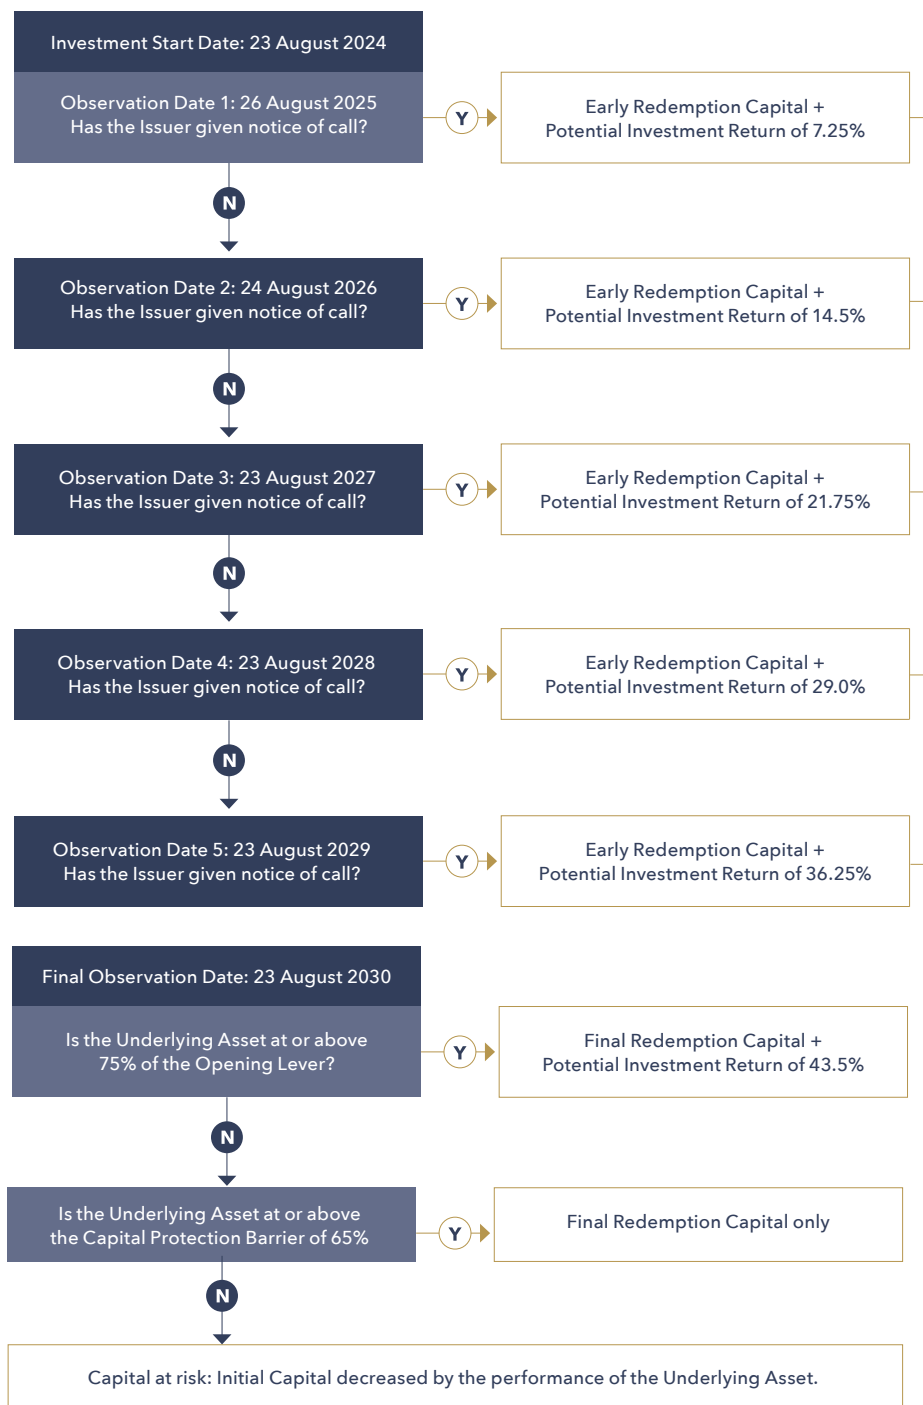 Investment Start Date: 23 August 2024
Observation Date 1: 26 August 2025
Has the Issuer given notice of call?
Y
Early Redemption Capital +
Potential Investment Return of 7.25%
N
Observation Date 2: 24 August 2026
Has the Issuer given notice of call?
Y
Early Redemption Capital +
Potential Investment Return of 14.5%
N
Observation Date 3: 23 August 2027
Has the Issuer given notice of call?
Y
Early Redemption Capital +
Potential Investment Return of 21.75%
N
Observation Date 4: 23 August 2028
Has the Issuer given notice of call?
Y
Early Redemption Capital +
Potential Investment Return of 29.0%
N
Observation Date 5: 23 August 2029
Has the Issuer given notice of call?
Y
Early Redemption Capital +
Potential Investment Return of 36.25%
Final Observation Date: 23 August 2030
Is the Underlying Asset at or above
75% of the Opening Lever?
Y
Final Redemption Capital +
Potential Investment Return of 43.5%
N
Is the Underlying Asset at or above
the Capital Protection Barrier of 65%
Y
Final Redemption Capital only
N
Capital at risk: Initial Capital decreased by the performance of the Underlying Asset.